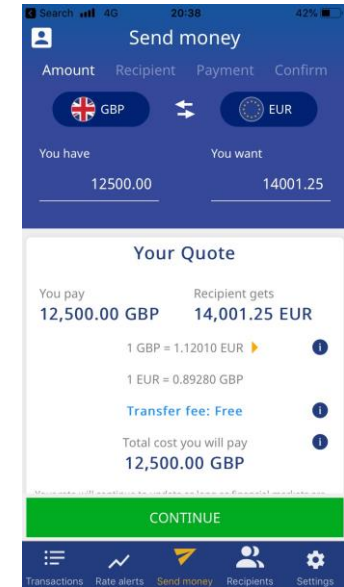 Search 4G 20:38 42%
Send money
Amount Recipient Payment Confirm
GBP EUR
You have You want
12500.00 14001.25
Your Quote
You pay Recipient gets
12,500.00 GBP 14,001.25 EUR
1 GBP = 1.12010 EUR
1 EUR = 0.89280 GBP
Transfer fee: Free
Total cost you will pay
12,500.00 GBP
CONTINUE
Transactions Rate alerts Send money Recipients Settings